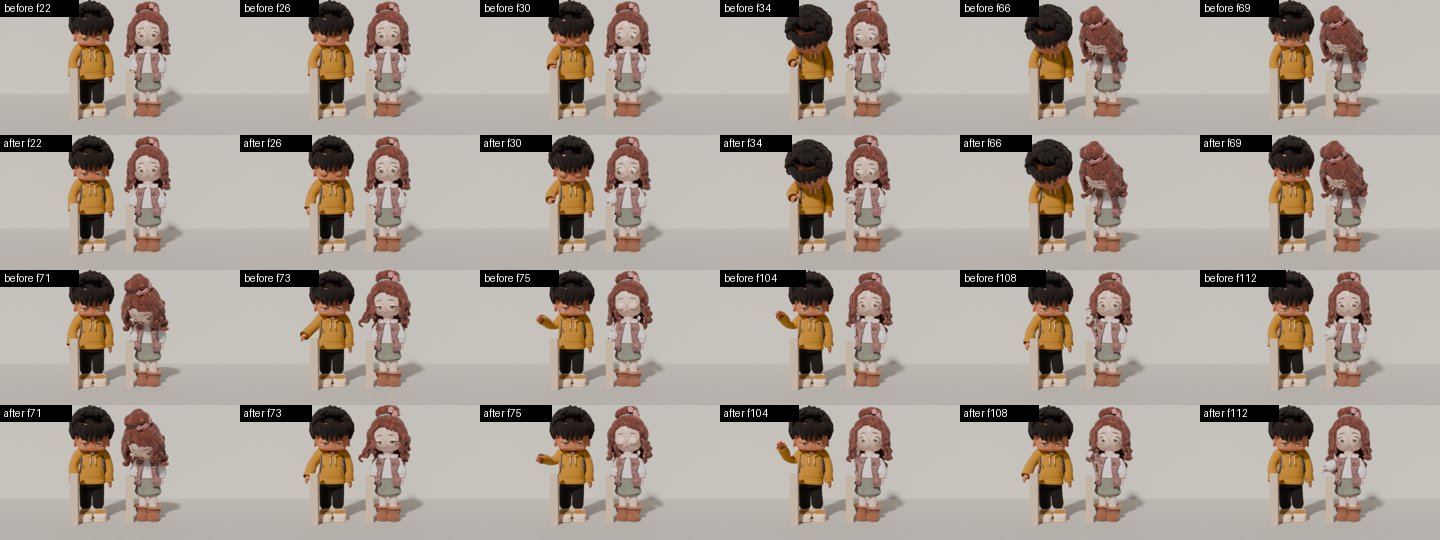 before f22
before f26
before f30
before f34
before f66
before f69
after f22
after f26
after f30
after f34
after f66
after f69
before f71
before f73
before f75
before f104
before f108
before f112
after f71
after f73
after f75
after f104
after f108
after f112